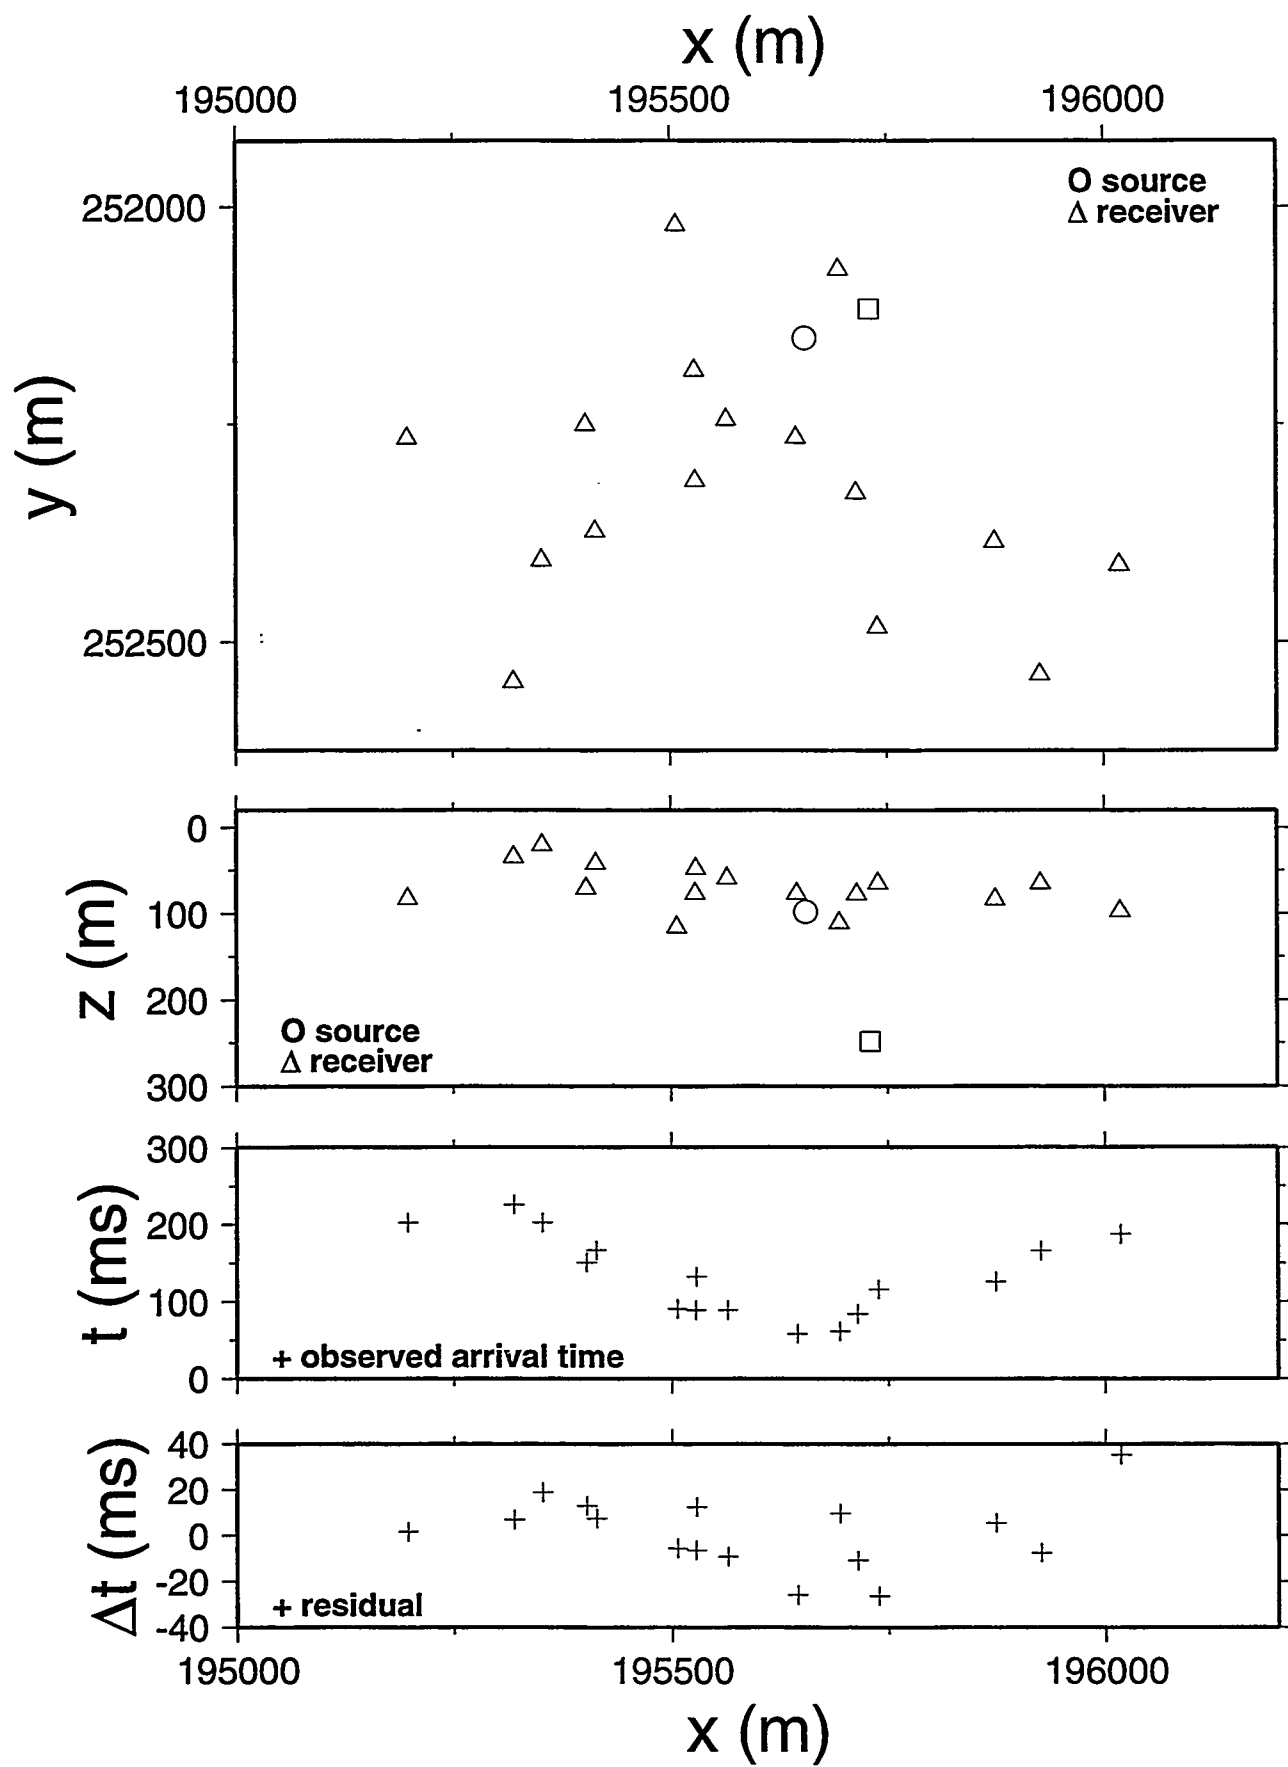 x (m)
195000 195500 196000
O source
Δ receiver
252000
y (m)
252500
0
100
z (m)
200
O source
Δ receiver
300
300
200
t (ms)
100
+ observed arrival time
0
40
20
0
Δt (ms)
-20
+ residual
-40
195000 195500 196000
x (m)